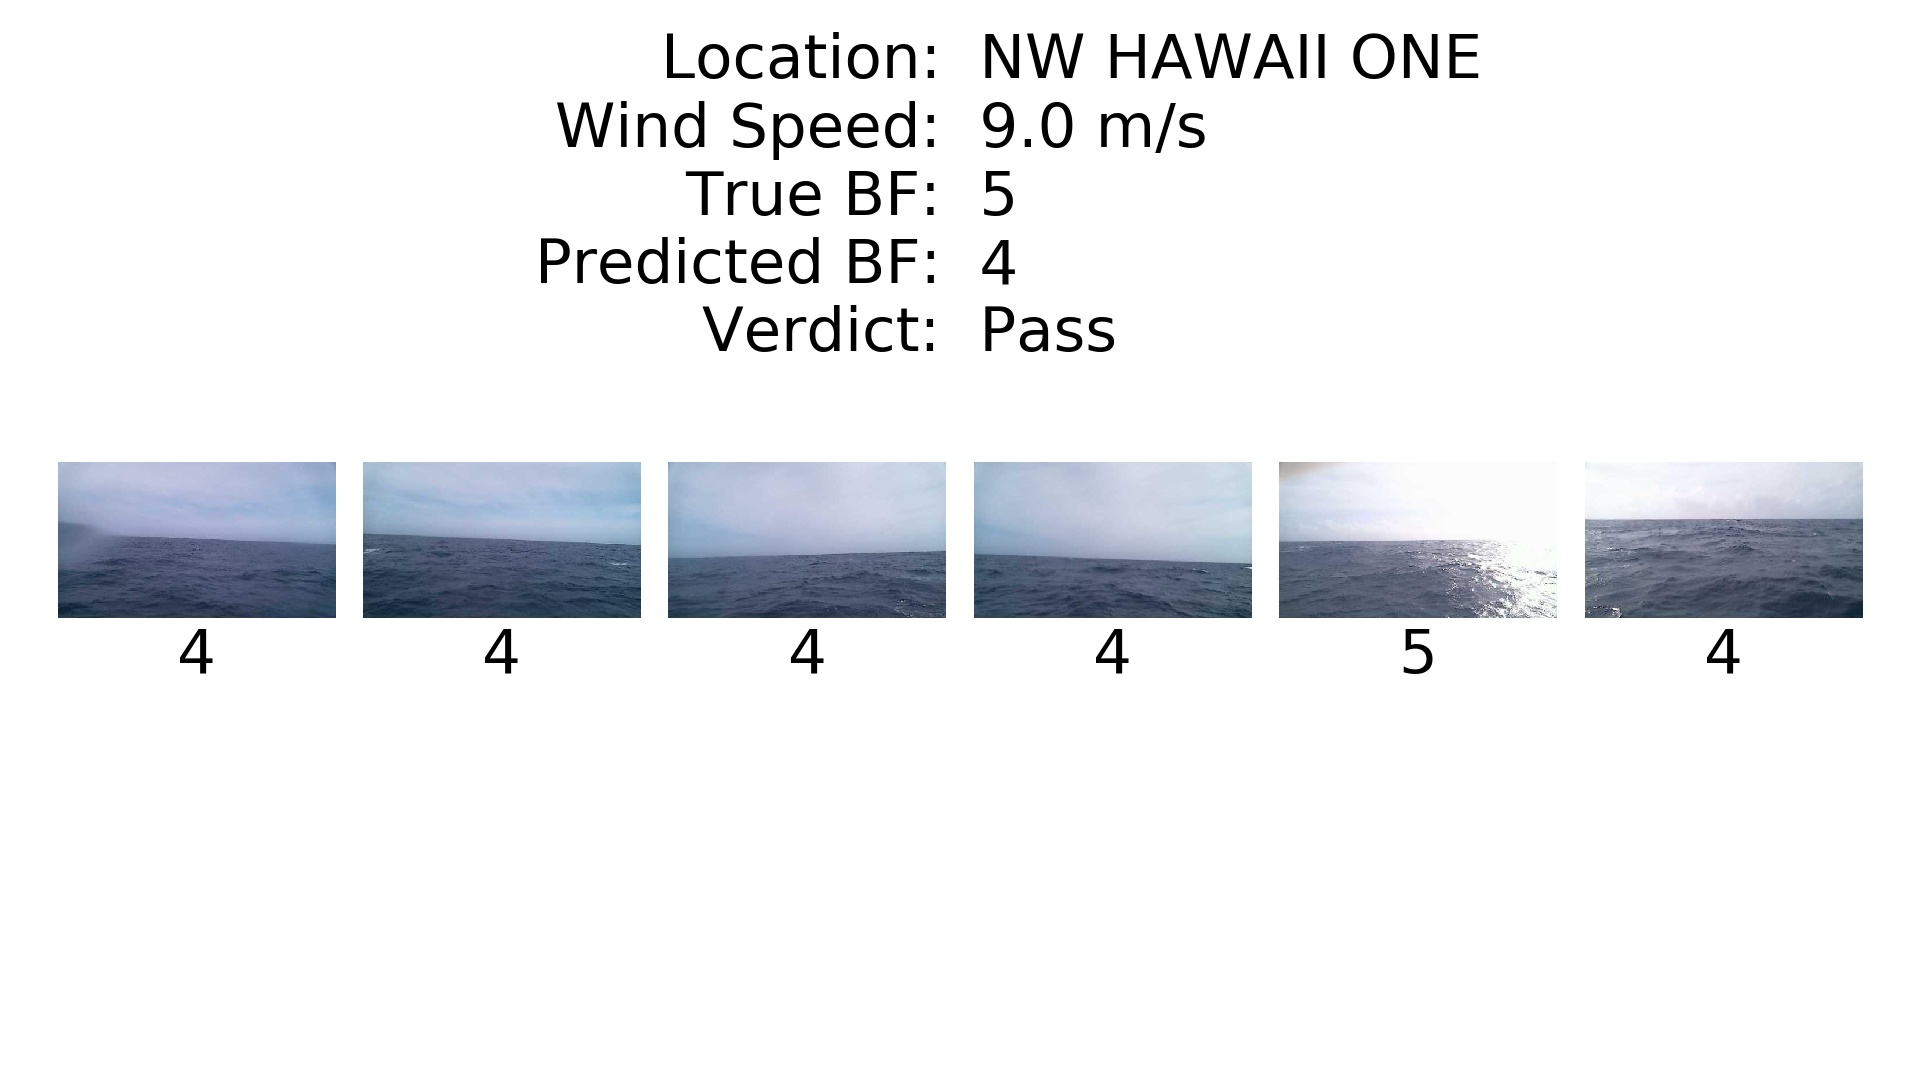 Location: NW HAWAII ONE
Wind Speed: 9.0 m/s
True BF: 5
Predicted BF: 4
Verdict: Pass
4 4 4 4 5 4